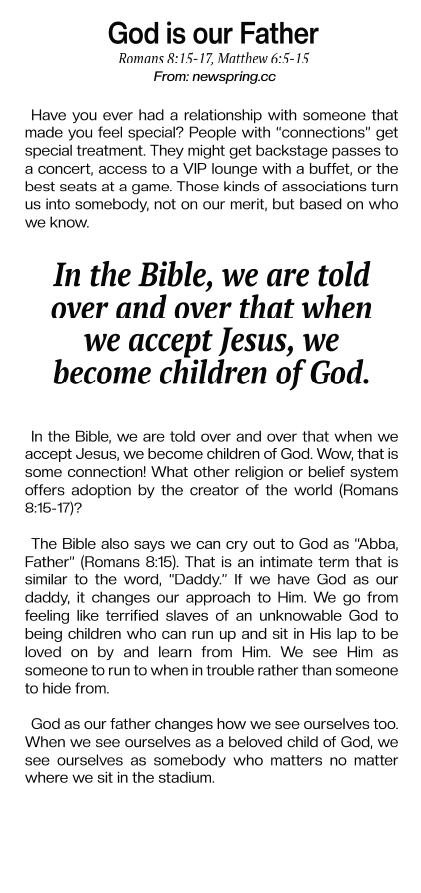 God is our Father
Romans 8:15-17, Matthew 6:5-15
From: newspring.cc
Have you ever had a relationship with someone that
made you feel special? People with “connections” get
special treatment. They might get backstage passes to
a concert, access to a VIP lounge with a buffet, or the
best seats at a game. Those kinds of associations turn
us into somebody, not on our merit, but based on who
we know.
In the Bible, we are told
over and over that when
we accept Jesus, we
become children of God.
In the Bible, we are told over and over that when we
accept Jesus, we become children of God. Wow, that is
some connection! What other religion or belief system
offers adoption by the creator of the world (Romans
8:15-17)?
The Bible also says we can cry out to God as “Abba,
Father” (Romans 8:15). That is an intimate term that is
similar to the word, “Daddy.” If we have God as our
daddy, it changes our approach to Him. We go from
feeling like terrified slaves of an unknowable God to
being children who can run up and sit in His lap to be
loved on by and learn from Him. We see Him as
someone to run to when in trouble rather than someone
to hide from.
God as our father changes how we see ourselves too.
When we see ourselves as a beloved child of God, we
see ourselves as somebody who matters no matter
where we sit in the stadium.